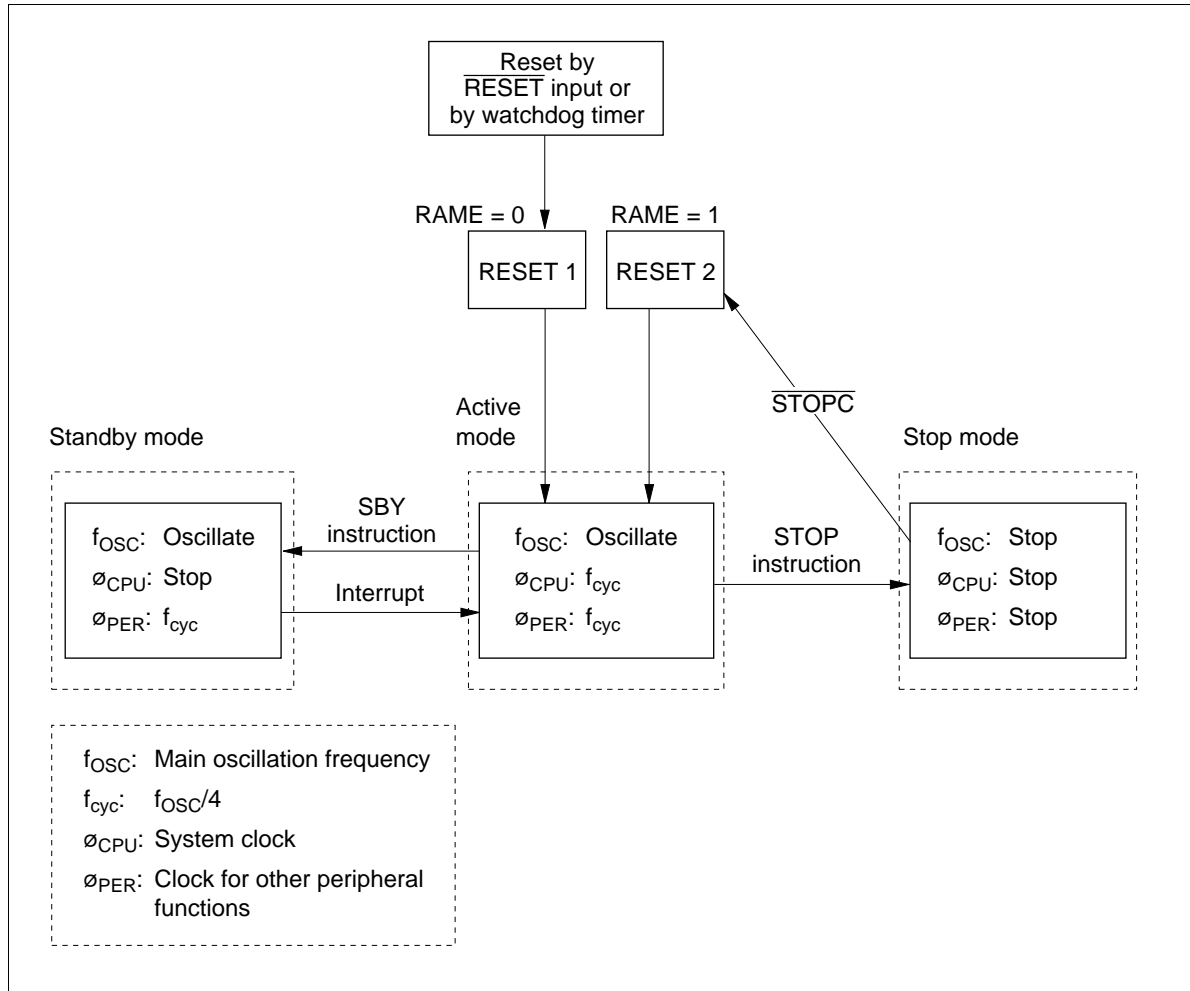 Reset by
RESET input or
by watchdog timer
RAME = 0
RAME = 1
RESET 1
RESET 2
STOPC
Active
mode
Standby mode
Stop mode
SBY
instruction
Interrupt
STOP
instruction
fOSC: Oscillate
øCPU: Stop
øPER: fcyc
fOSC: Oscillate
øCPU: fcyc
øPER: fcyc
fOSC: Stop
øCPU: Stop
øPER: Stop
fOSC: Main oscillation frequency
fcyc: fOSC/4
øCPU: System clock
øPER: Clock for other peripheral
functions